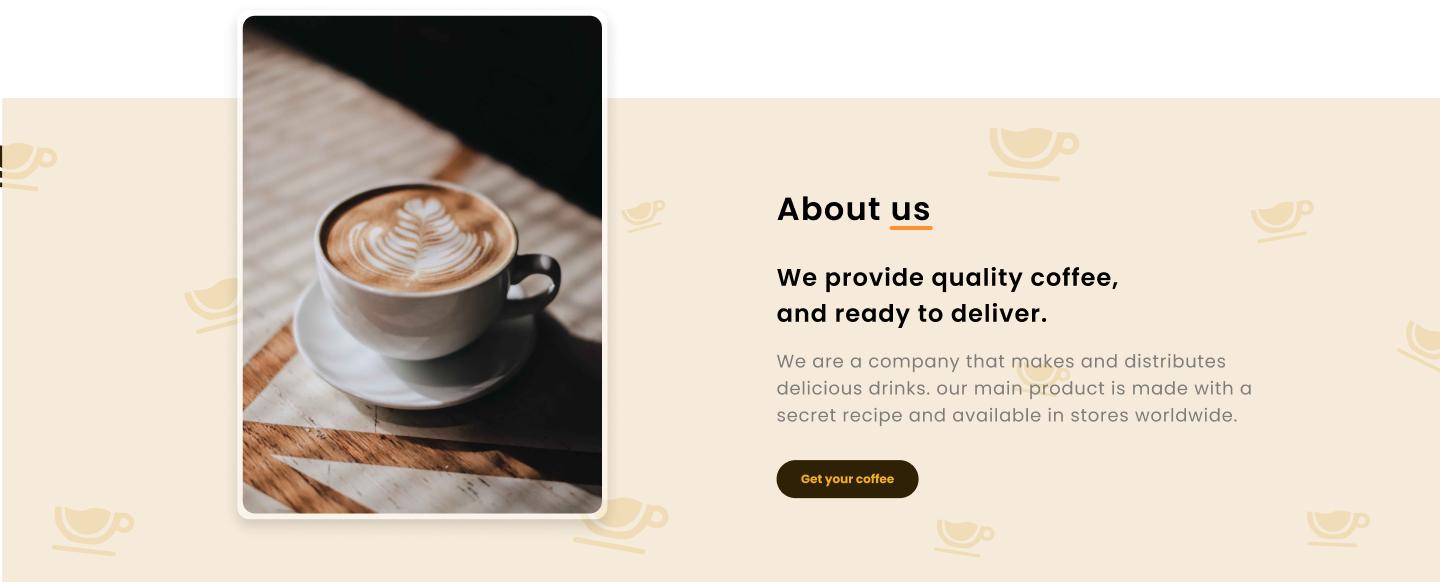 About us
We provide quality coffee,
and ready to deliver.
We are a company that makes and distributes
delicious drinks. our main product is made with a
secret recipe and available in stores worldwide.
Get your coffee